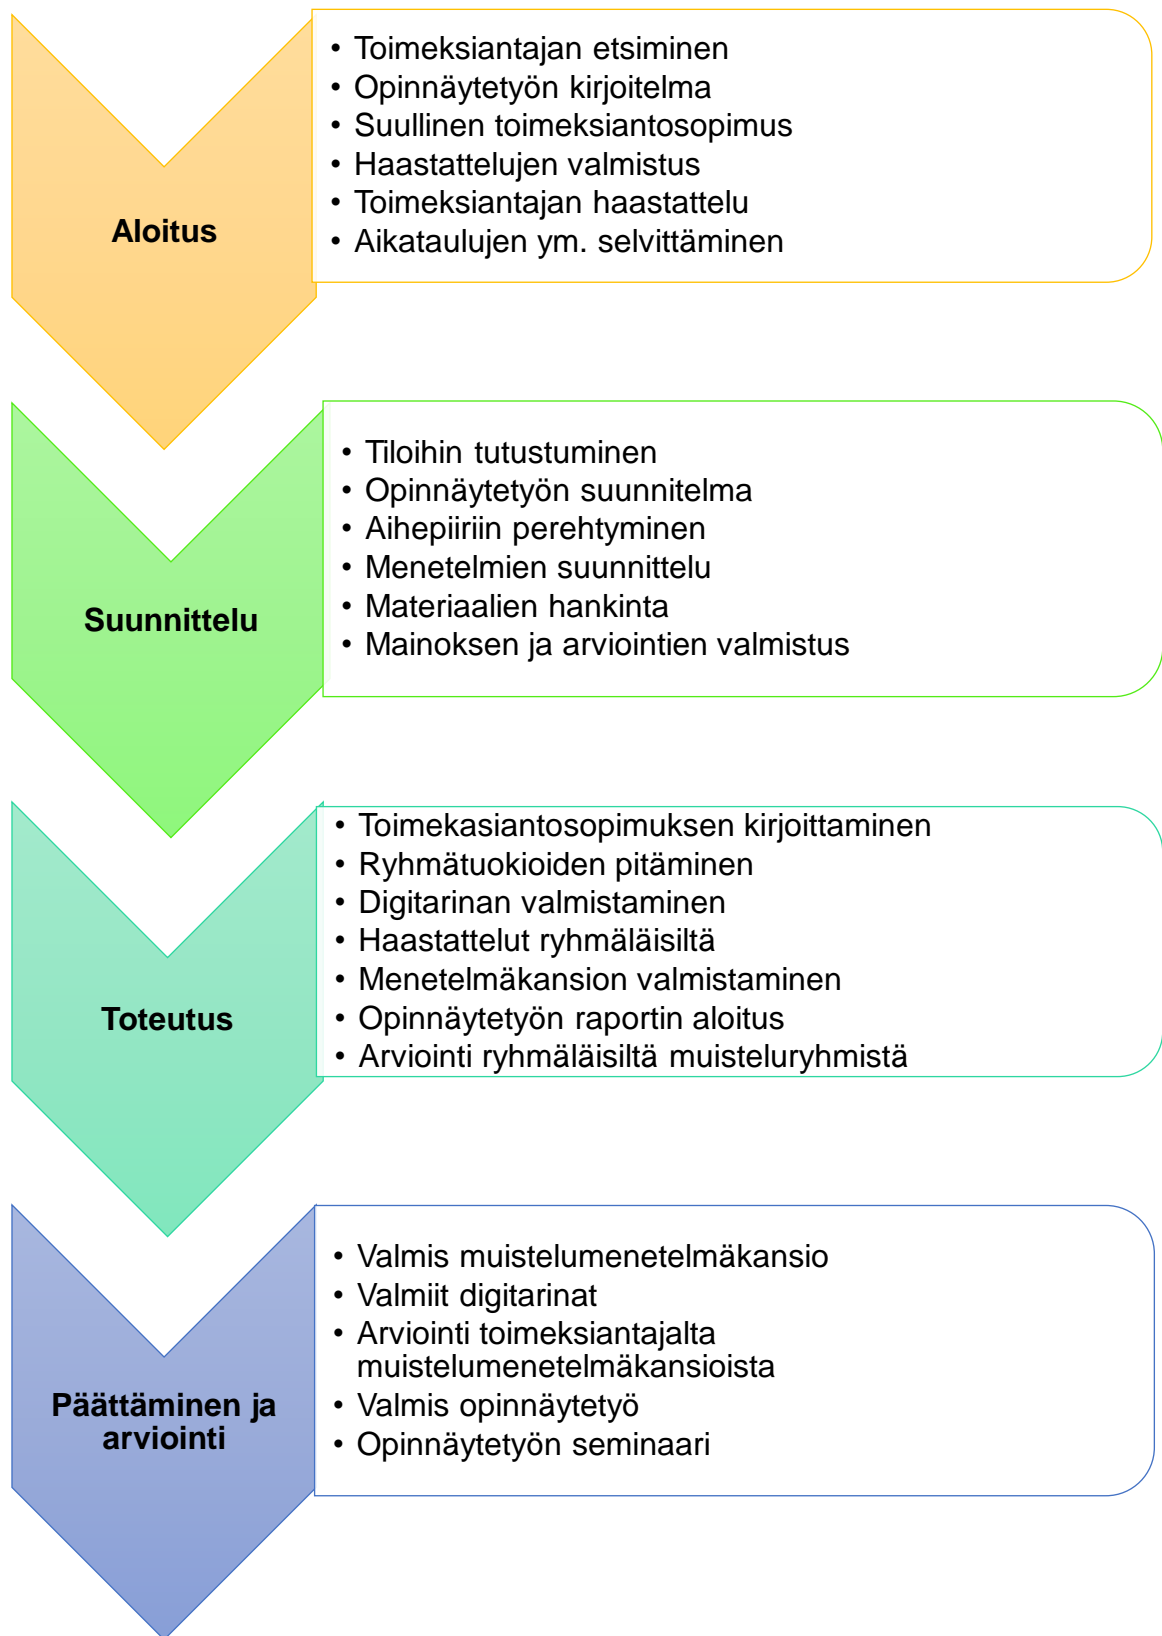 Aloitus
• Toimeksiantajan etsiminen
• Opinnäytetyön kirjoitelma
• Suullinen toimeksiantosopimus
• Haastattelujen valmistus
• Toimeksiantajan haastattelu
• Aikataulujen ym. selvittäminen
Suunnittelu
• Tiloihin tutustuminen
• Opinnäytetyön suunnitelma
• Aihepiiriin perehtyminen
• Menetelmien suunnittelu
• Materiaalien hankinta
• Mainoksen ja arviointien valmistus
Toteutus
• Toimekasiantosopimuksen kirjoittaminen
• Ryhmätuokioiden pitäminen
• Digitarinan valmistaminen
• Haastattelut ryhmäläisiltä
• Menetelmäkansion valmistaminen
• Opinnäytetyön raportin aloitus
• Arviointi ryhmäläisiltä muisteluryhmistä
Päättäminen ja
arviointi
• Valmis muistelumenetelmäkansio
• Valmiit digitarinat
• Arviointi toimeksiantajalta
muistelumenetelmäkansioista
• Valmis opinnäytetyö
• Opinnäytetyön seminaari